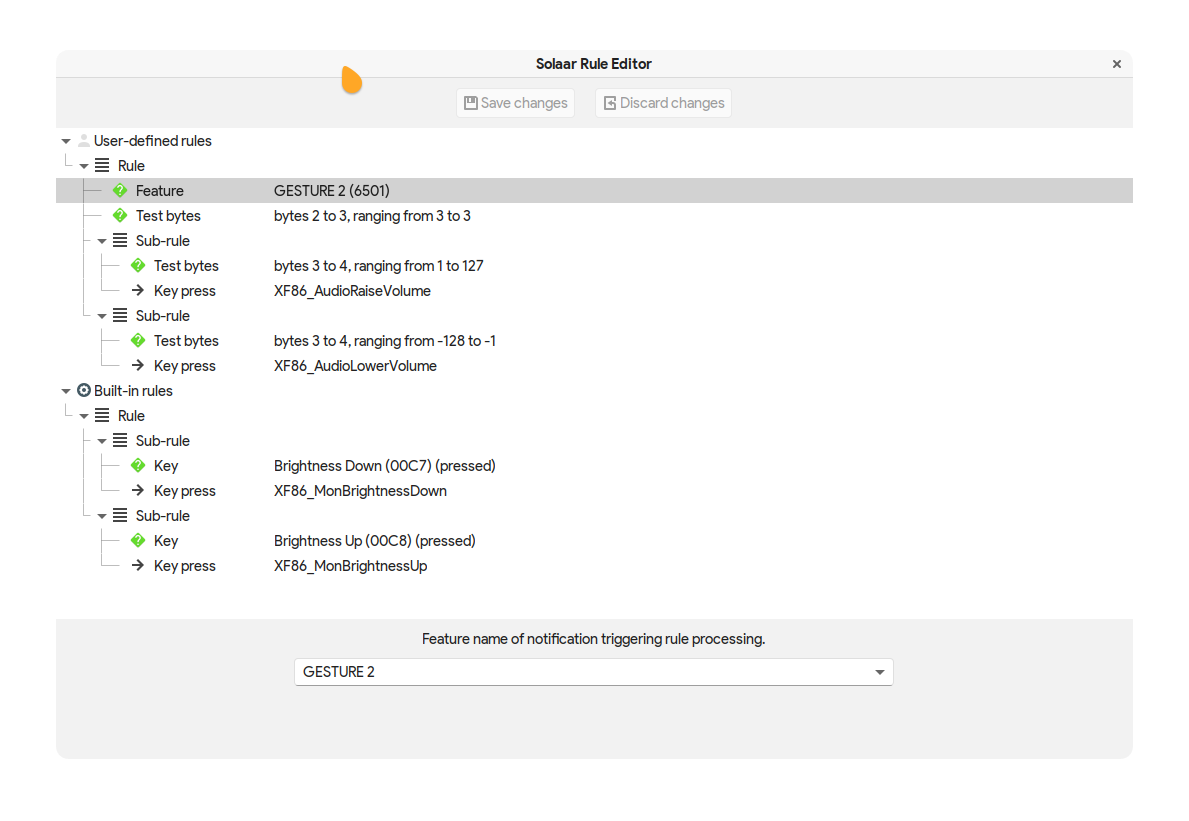 Solaar Rule Editor
Save changes Discard changes
User-defined rules
Rule
Feature GESTURE 2 (6501)
Test bytes bytes 2 to 3, ranging from 3 to 3
Sub-rule
Test bytes bytes 3 to 4, ranging from 1 to 127
Key press XF86_AudioRaiseVolume
Sub-rule
Test bytes bytes 3 to 4, ranging from -128 to -1
Key press XF86_AudioLowerVolume
Built-in rules
Rule
Sub-rule
Key Brightness Down (00C7) (pressed)
Key press XF86_MonBrightnessDown
Sub-rule
Key Brightness Up (00C8) (pressed)
Key press XF86_MonBrightnessUp
Feature name of notification triggering rule processing.
GESTURE 2